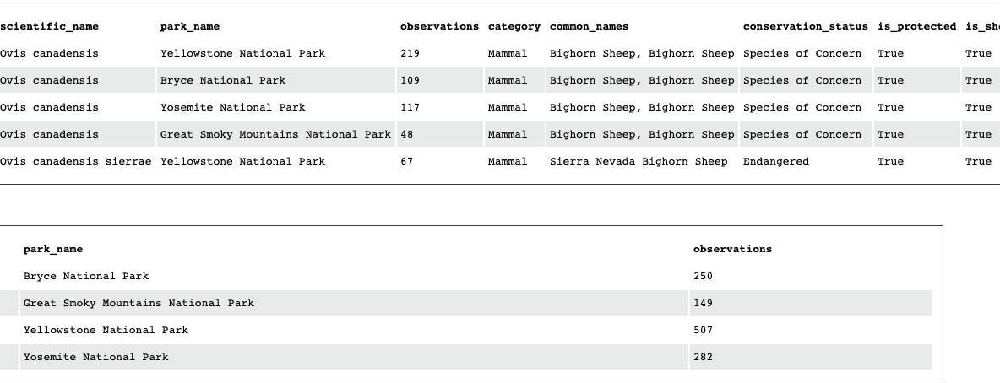 scientific_name park_name observations category common_names conservation_status is_protected is_she
Ovis canadensis Yellowstone National Park 219 Mammal Bighorn Sheep, Bighorn Sheep Species of Concern True True
Ovis canadensis Bryce National Park 109 Mammal Bighorn Sheep, Bighorn Sheep Species of Concern True True
Ovis canadensis Yosemite National Park 117 Mammal Bighorn Sheep, Bighorn Sheep Species of Concern True True
Ovis canadensis Great Smoky Mountains National Park 48 Mammal Bighorn Sheep, Bighorn Sheep Species of Concern True True
Ovis canadensis sierrae Yellowstone National Park 67 Mammal Sierra Nevada Bighorn Sheep Endangered True True
park_name observations
Bryce National Park 250
Great Smoky Mountains National Park 149
Yellowstone National Park 507
Yosemite National Park 282